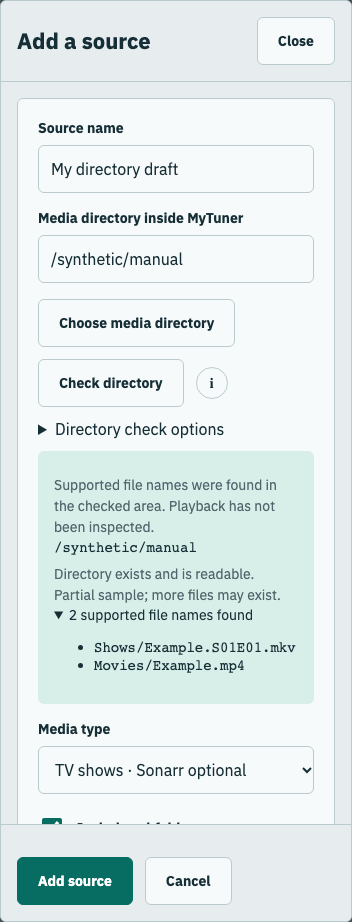 Add a source
Close
Source name
My directory draft
Media directory inside MyTuner
/synthetic/manual
Choose media directory
Check directory
i
Directory check options
Supported file names were found in
the checked area. Playback has not
been inspected.
/synthetic/manual
Directory exists and is readable.
Partial sample; more files may exist.
2 supported file names found
Shows/Example.S01E01.mkv
Movies/Example.mp4
Media type
TV shows · Sonarr optional
Add source
Cancel